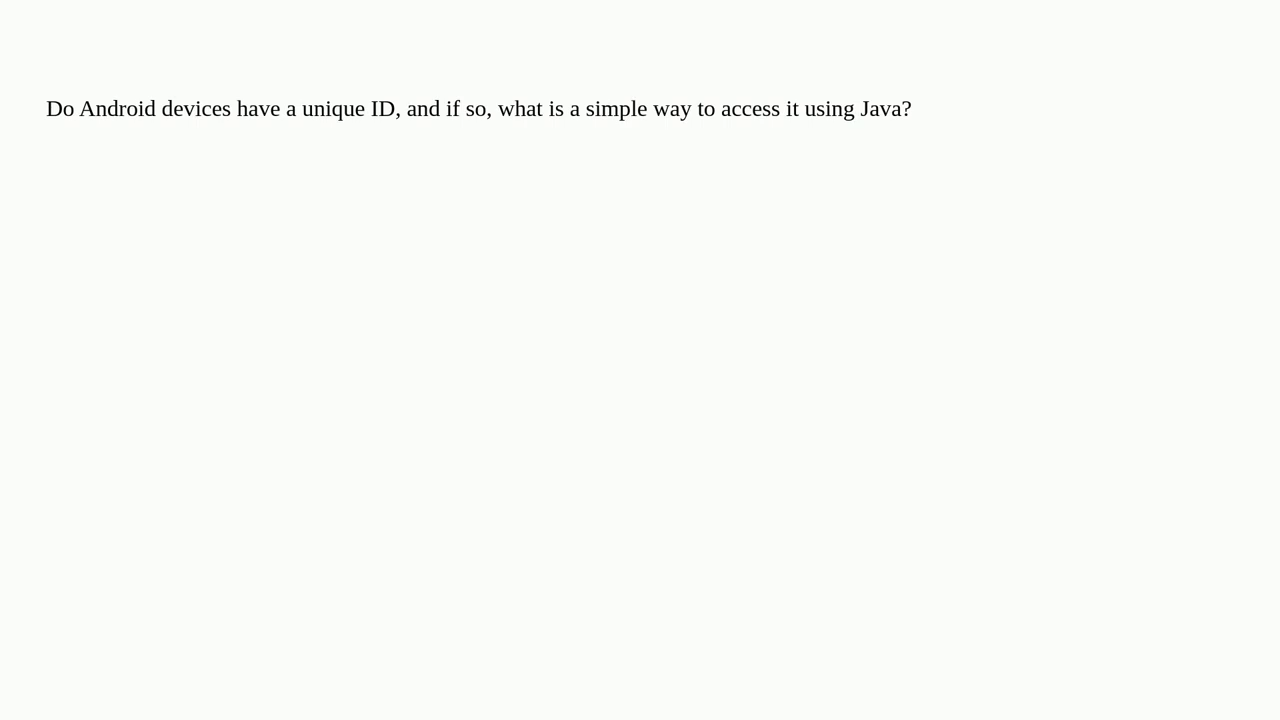 Do Android devices have a unique ID, and if so, what is a simple way to access it using Java?